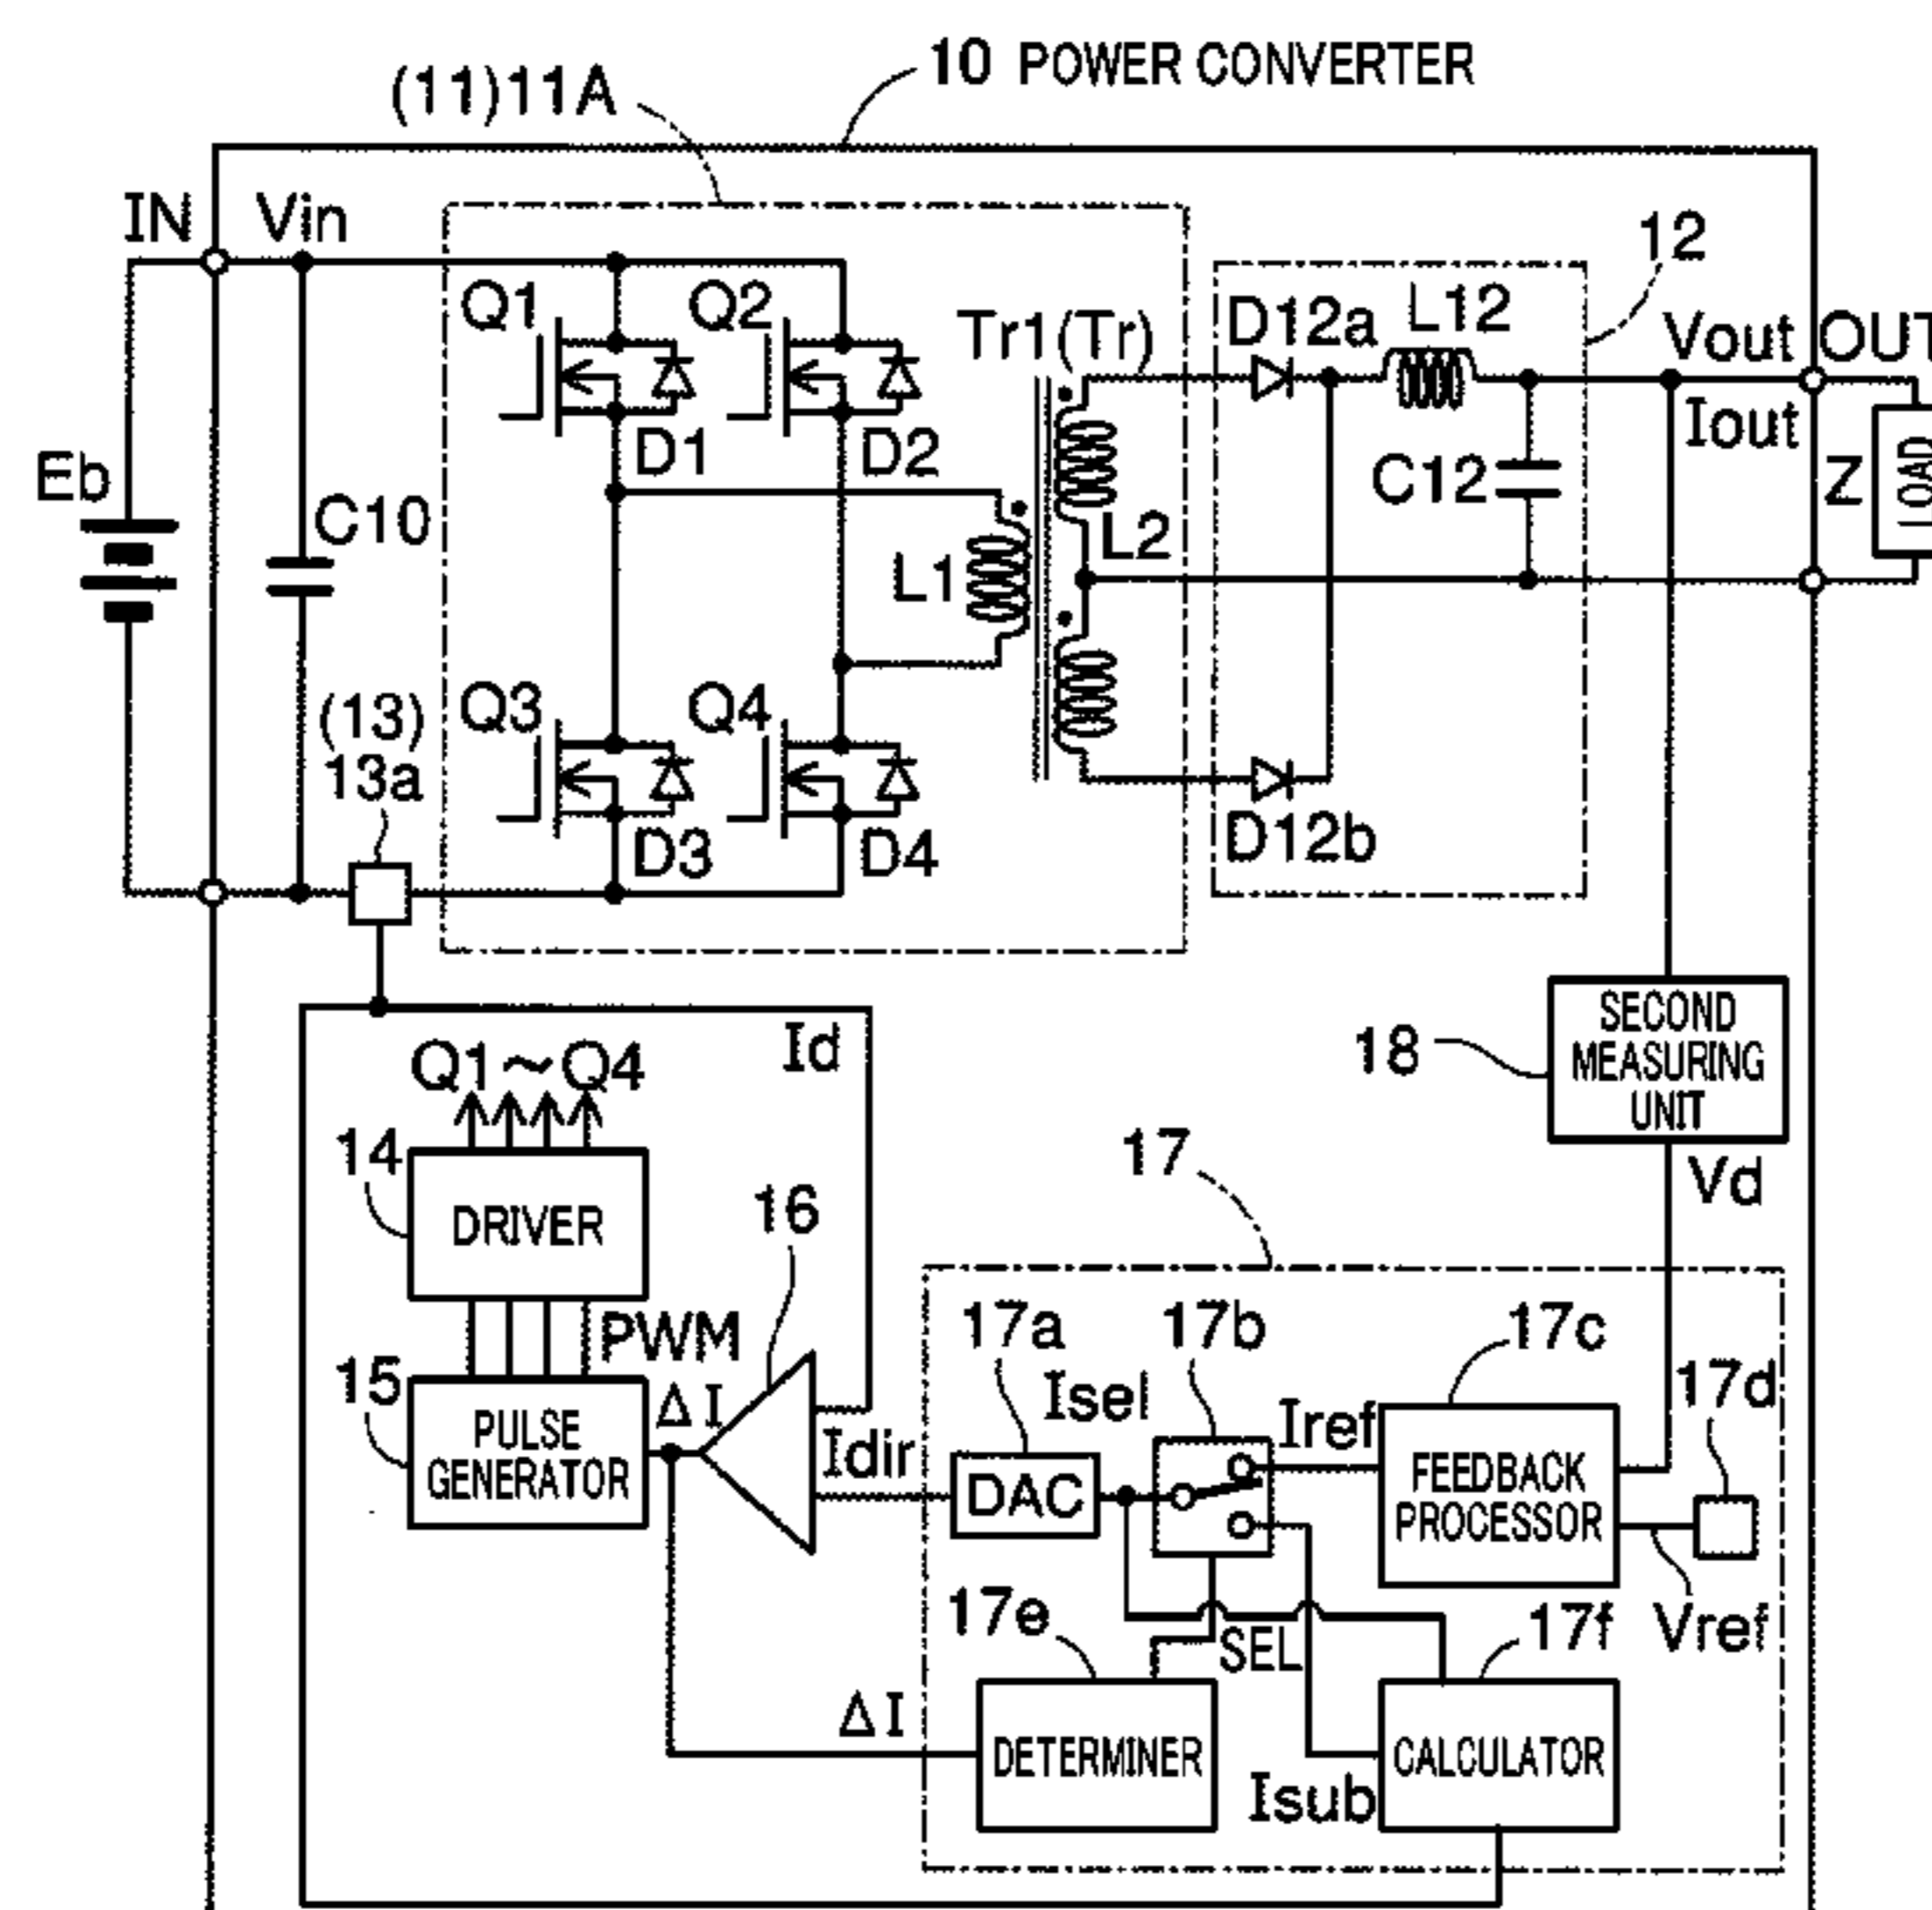 10 POWER CONVERTER
(11)11A
IN
Vin
12
Q1
Q2
Tr1(Tr)
D12a
L12
Vout
OUT
Iout
D1
D2
Eb
C10
C12
Z
LOAD
L2
L1
(13)
13a
Q3
Q4
D3
D4
D12b
Id
18
SECOND
MEASURING
UNIT
Q1~Q4
14
DRIVER
16
17
Vd
PWM
17a
17b
17c
17d
15
PULSE
GENERATOR
ΔI
Idir
Isel
Iref
DAC
FEEDBACK
PROCESSOR
17e
SEL
17f
Vref
ΔI
DETERMINER
CALCULATOR
Isub